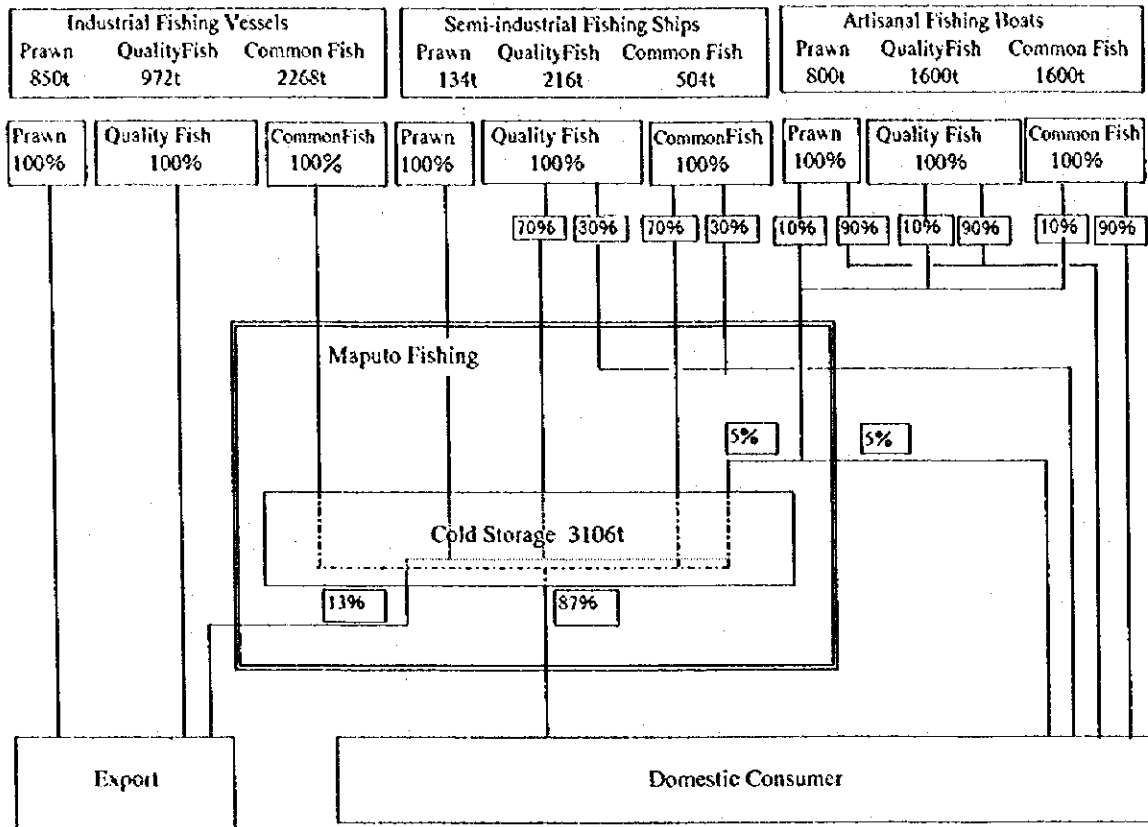 Industrial Fishing Vessels
Prawn QualityFish Common Fish
850t 972t 2268t
Semi-industrial Fishing Ships
Prawn QualityFish Common Fish
134t 216t 504t
Artisanal Fishing Boats
Prawn Quality Fish Common Fish
800t 1600t 1600t
Prawn
100%
Quality Fish
100%
CommonFish
100%
Prawn
100%
Quality Fish
100%
CommonFish
100%
Prawn
100%
Quality Fish
100%
Common Fish
100%
70% 30% 70% 30% 10% 90% 10% 90% 10% 90%
Maputo Fishing
5% 5%
Cold Storage 3106t
13% 87%
Export
Domestic Consumer